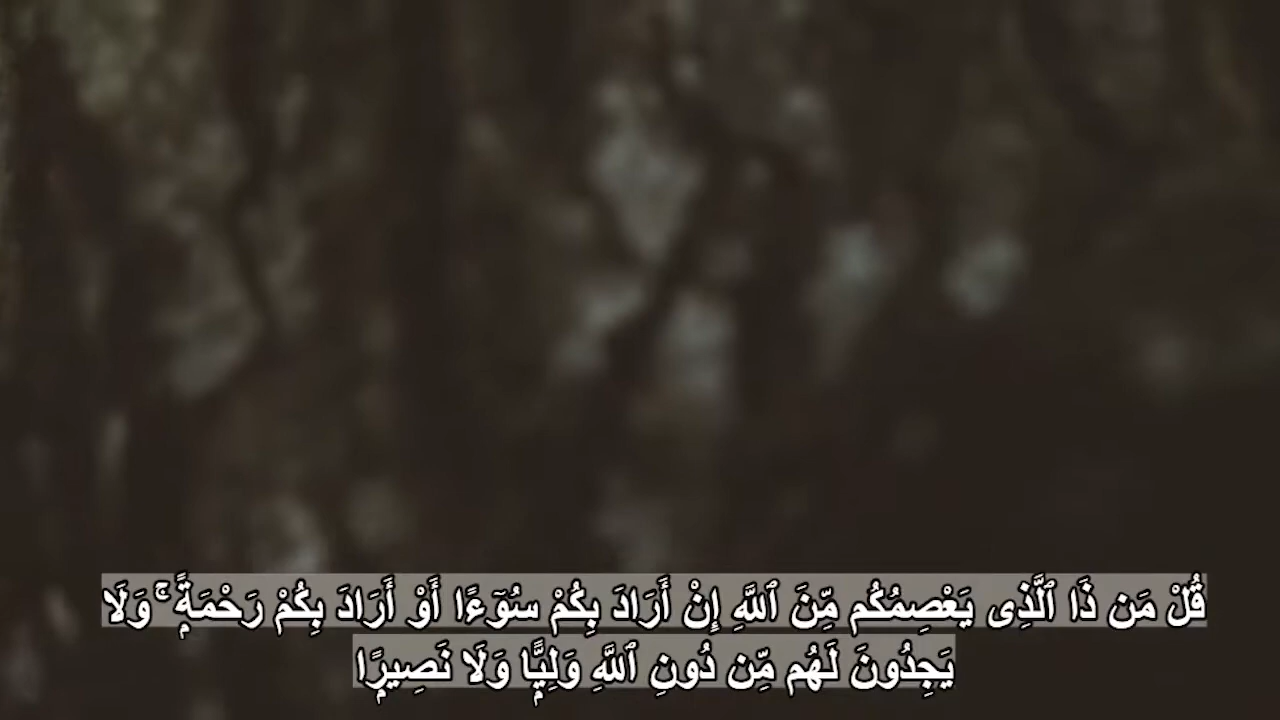 قُلْ مَن ذَا ٱلَّذِى يَعْصِمُكُم مِّنَ ٱللَّهِ إِنْ أَرَادَ بِكُمْ سُوٓءًا أَوْ أَرَادَ بِكُمْ رَحْمَةًۭ ۚ وَلَا
يَجِدُونَ لَهُم مِّن دُونِ ٱللَّهِ وَلِيًّۭا وَلَا نَصِيرًۭا